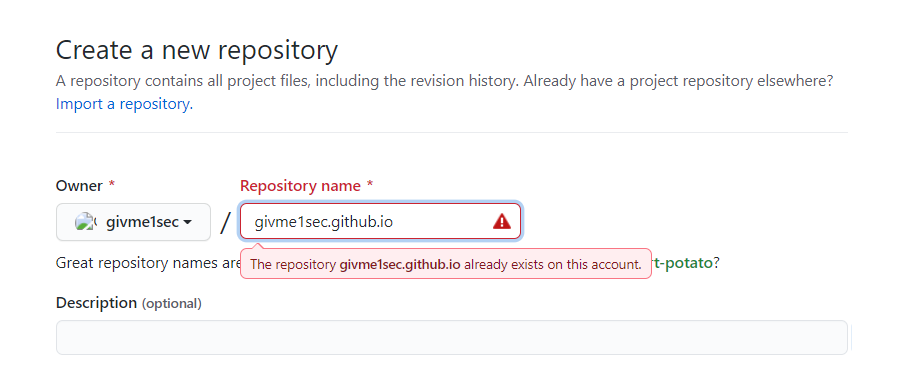 Create a new repository
A repository contains all project files, including the revision history. Already have a project repository elsewhere?
Import a repository.
Owner *
Repository name *
givme1sec
/
givme1sec.github.io
The repository givme1sec.github.io already exists on this account.
Great repository names are
rt-potato?
Description (optional)